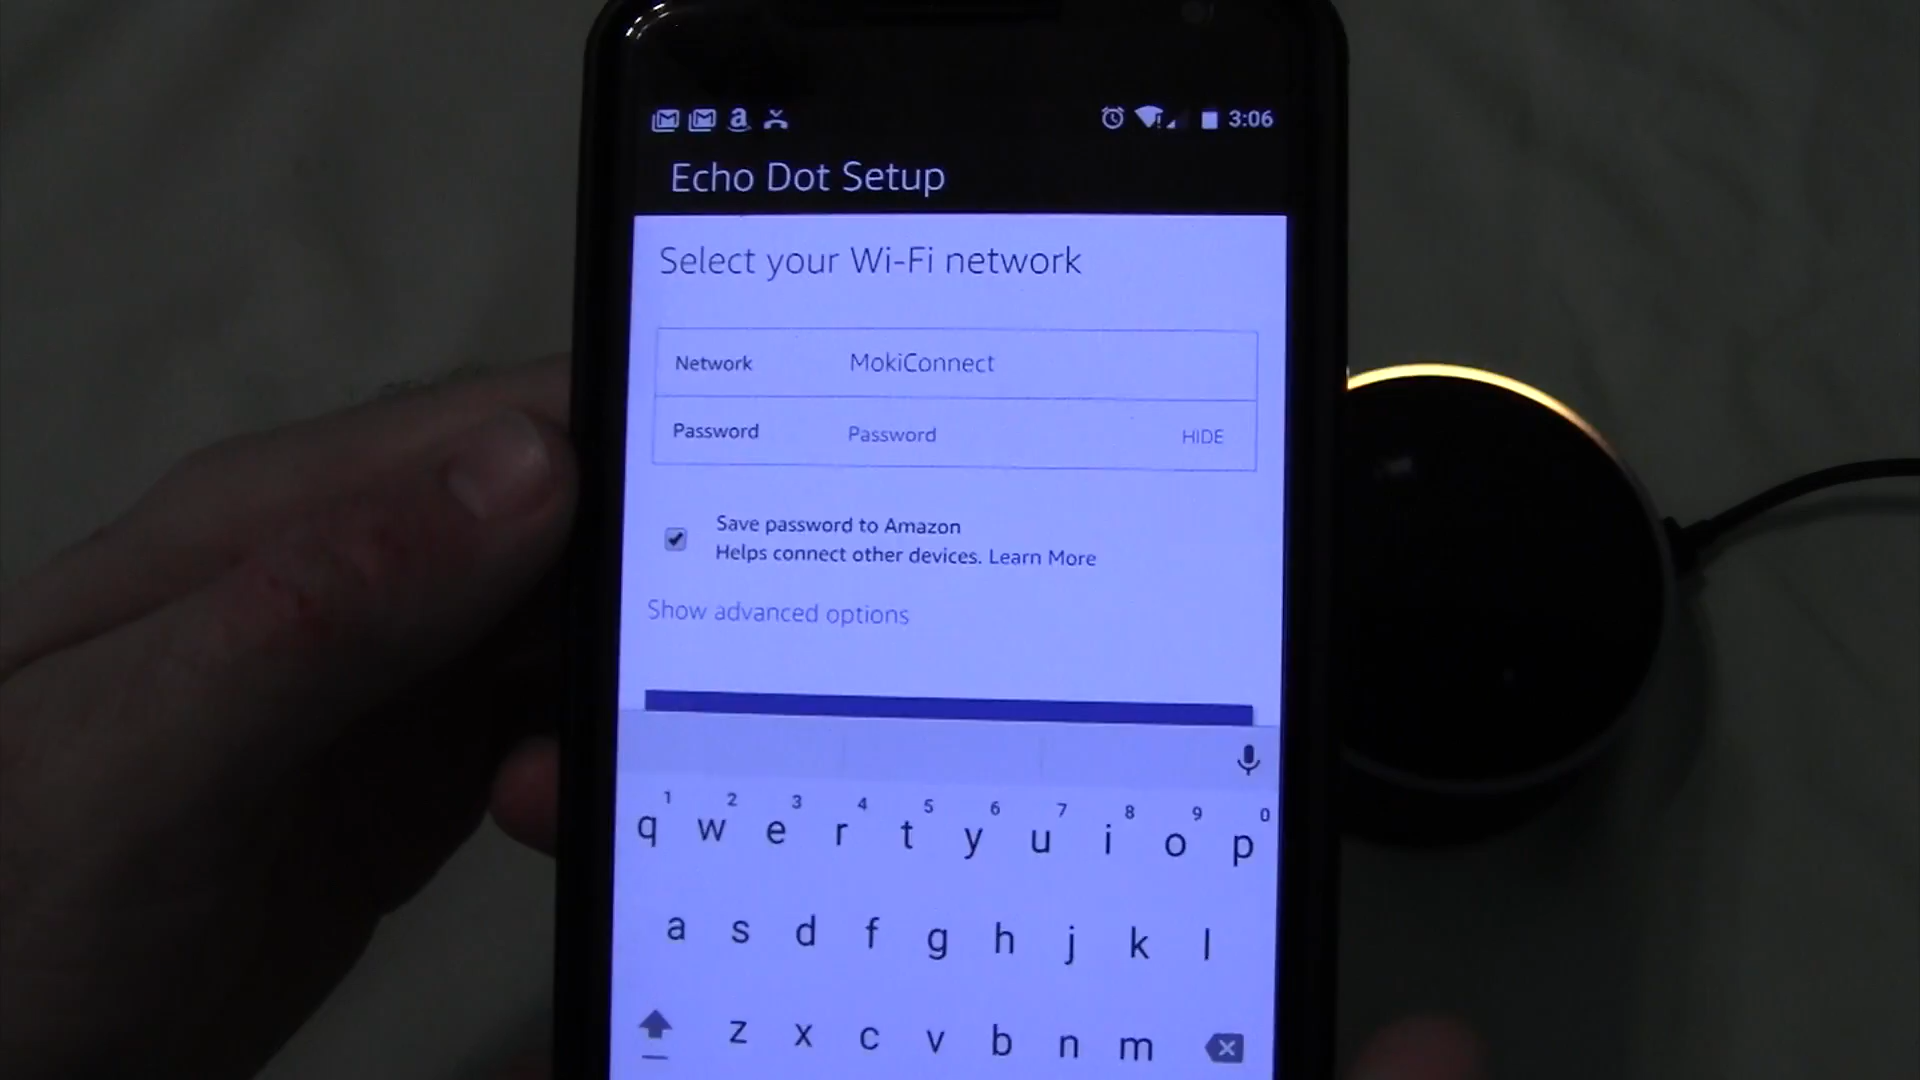 3:06
Echo Dot Setup
Select your Wi-Fi network
Network MokiConnect
Password Password HIDE
Save password to Amazon
Helps connect other devices. Learn More
Show advanced options
1 2 3 4 5 6 7 8 9 0
q w e r t y u i o p
a s d f g h j k l
z x c v b n m